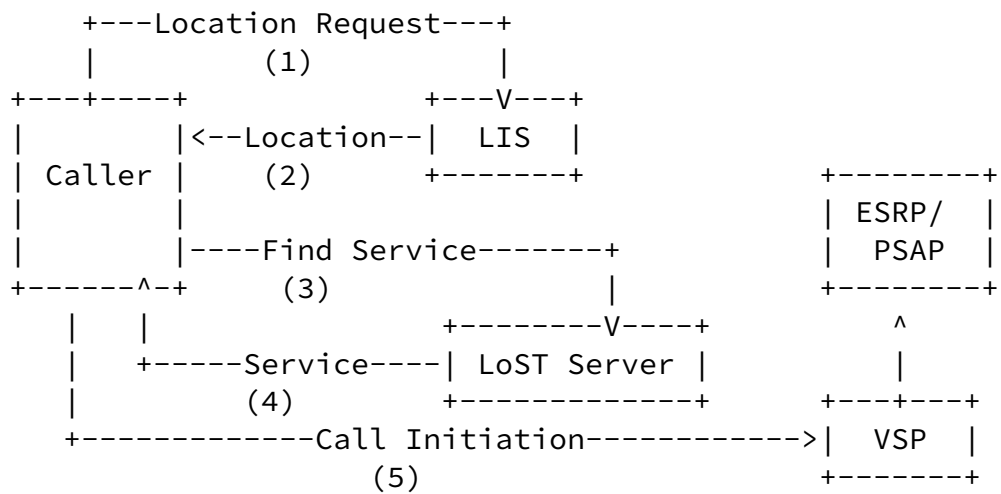 Location Request
(1)
Location LIS
Caller (2)
ESRP/
Find Service PSAP
(3)
Service LoST Server
(4)
Call Initiation VSP
(5)